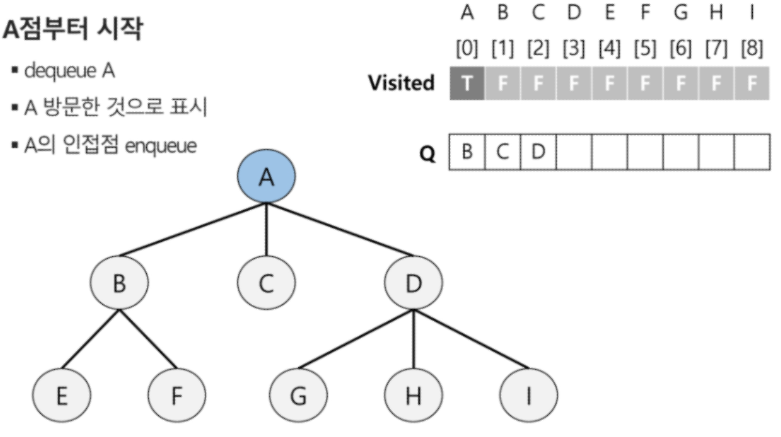 A점부터 시작
▪ dequeue A
▪ A 방문한 것으로 표시
▪ A의 인접점 enqueue
A B C D E F G H I
[0] [1] [2] [3] [4] [5] [6] [7] [8]
Visited T F F F F F F F F
Q B C D
A
B C D
E F G H I